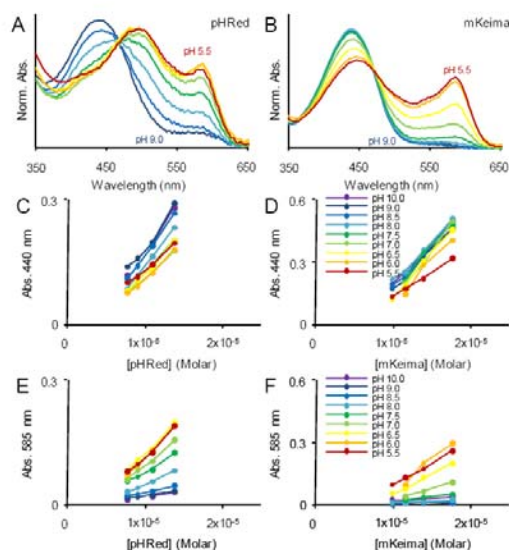 A pHRed
B mKeima
Norm. Abs.
pH 5.5
pH 9.0
350 450 550 650
Wavelength (nm)
Norm. Abs.
pH 5.5
pH 9.0
350 450 550 650
Wavelength (nm)
C
Abs. 440 nm
0.3
0
0 1x10⁻⁵ 2x10⁻⁵
[pHRed] (Molar)
D
Abs. 440 nm
0.6
0.3
0
pH 10.0
pH 9.0
pH 8.5
pH 8.0
pH 7.5
pH 7.0
pH 6.5
pH 6.0
pH 5.5
0 1x10⁻⁵ 2x10⁻⁵
[mKeima] (Molar)
E
Abs. 585 nm
0.3
0
0 1x10⁻⁵ 2x10⁻⁵
[pHRed] (Molar)
F
Abs. 585 nm
0.6
0.3
0
pH 10.0
pH 9.0
pH 8.5
pH 8.0
pH 7.5
pH 7.0
pH 6.5
pH 6.0
pH 5.5
0 1x10⁻⁵ 2x10⁻⁵
[mKeima] (Molar)